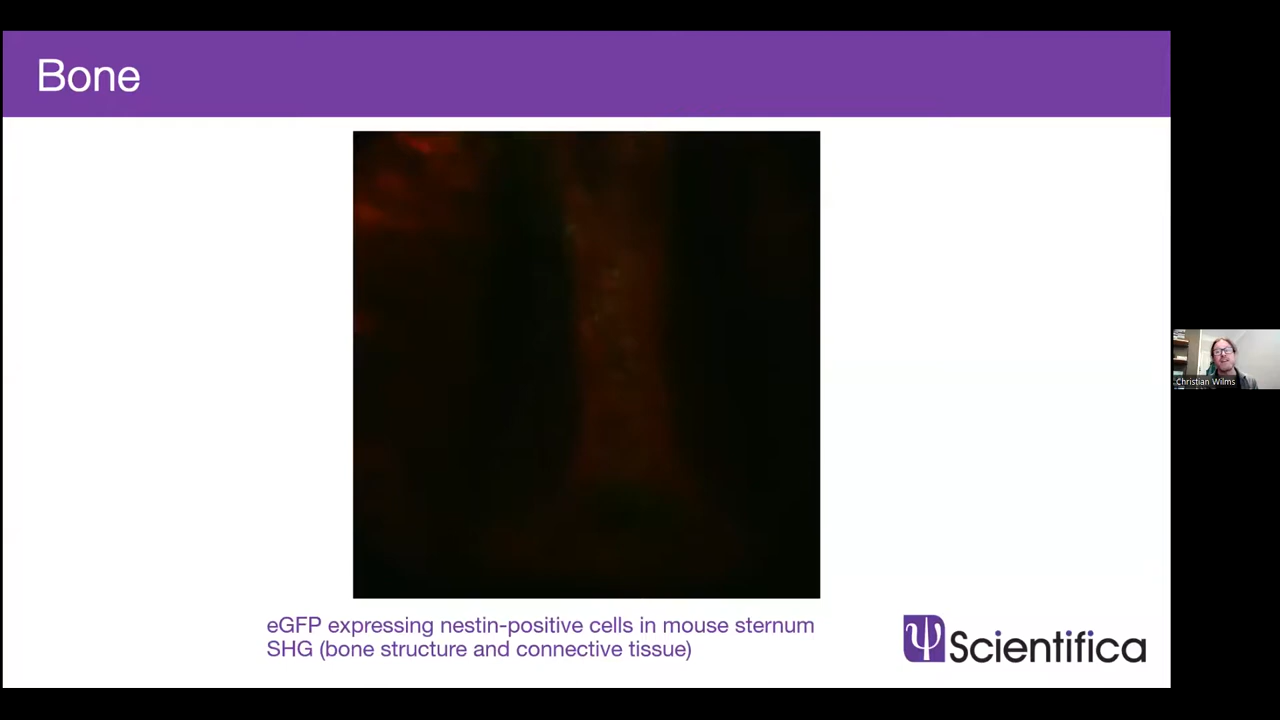 Bone
Christian Wilms
eGFP expressing nestin-positive cells in mouse sternum
SHG (bone structure and connective tissue)
ψ Scientifica